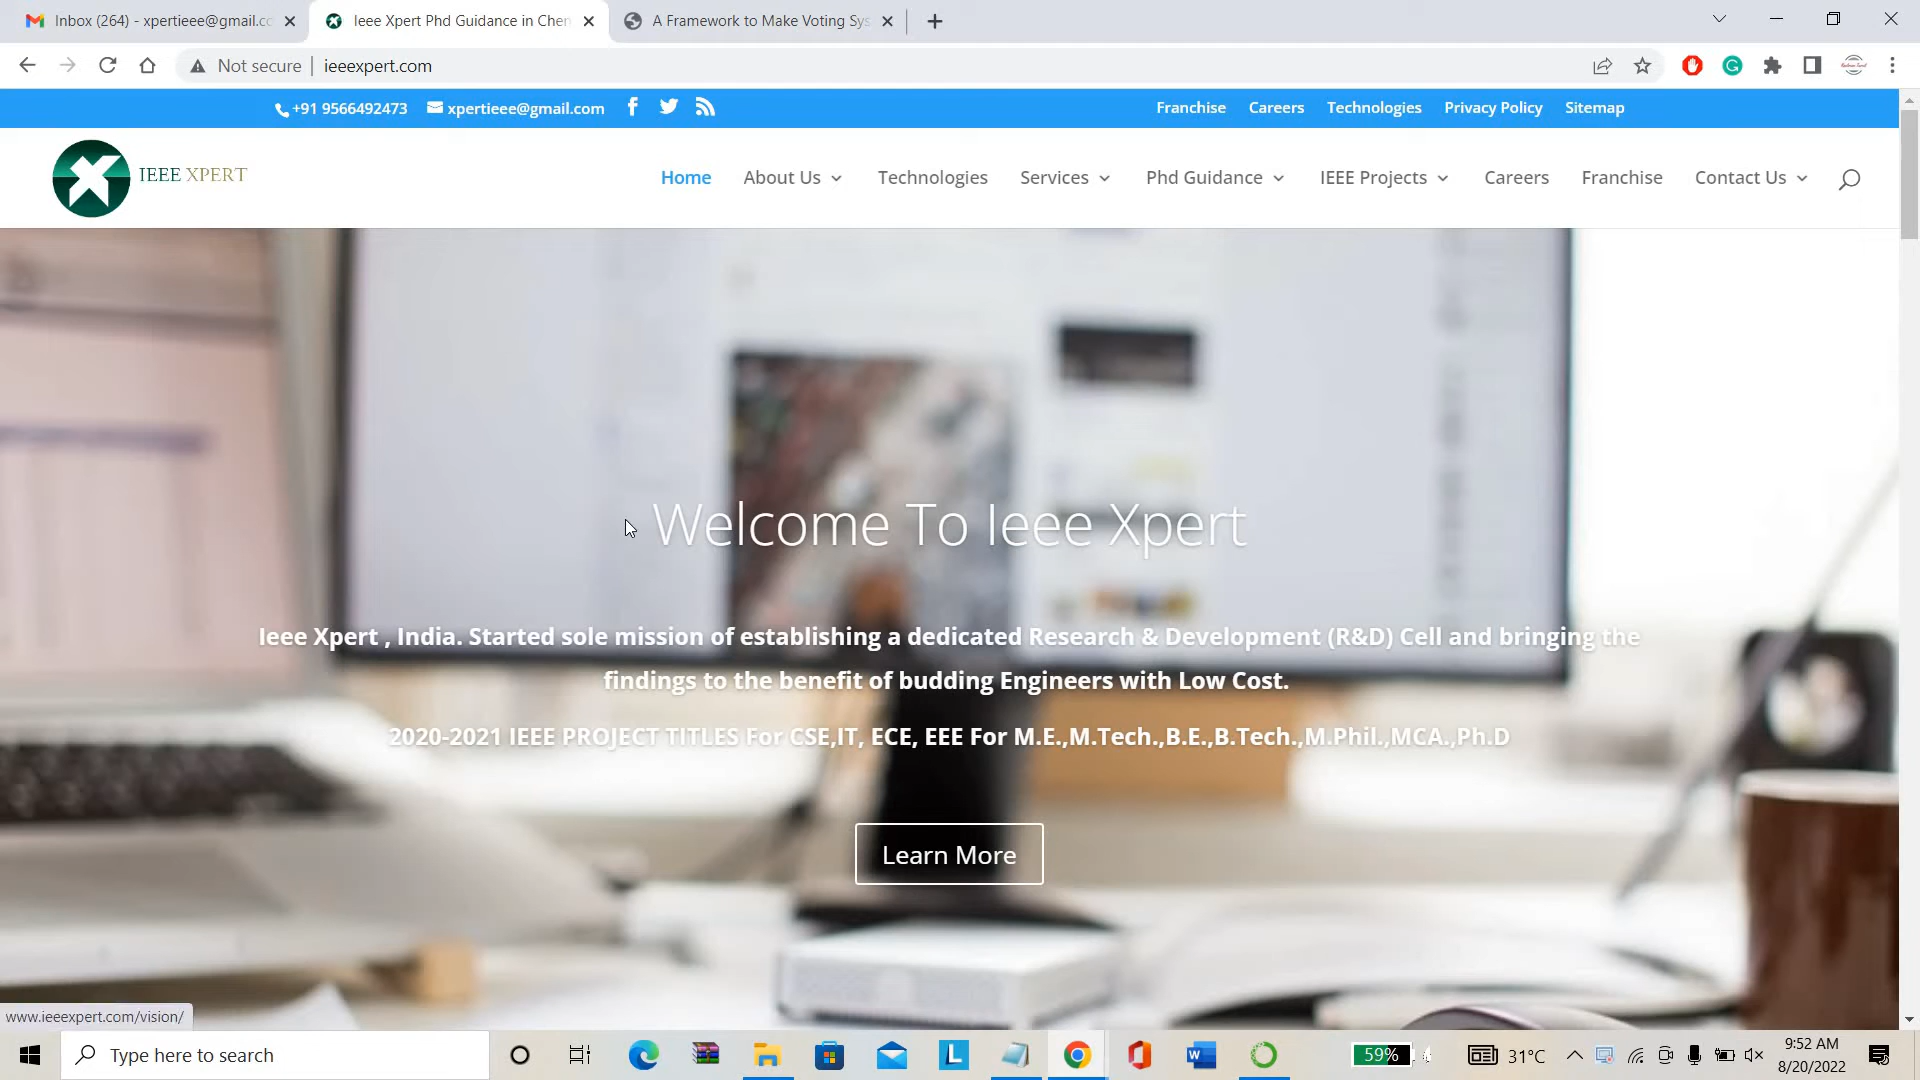 Inbox (264) - xpertieee@gmail.c
Ieee Xpert Phd Guidance in Chen
A Framework to Make Voting Sys
Not secure
ieeexpert.com
+91 9566492473
xpertieee@gmail.com
Franchise
Careers
Technologies
Privacy Policy
Sitemap
IEEE XPERT
Home
About Us
Technologies
Services
Phd Guidance
IEEE Projects
Careers
Franchise
Contact Us
Welcome To Ieee Xpert
Ieee Xpert , India. Started sole mission of establishing a dedicated Research & Development (R&D) Cell and bringing the
findings to the benefit of budding Engineers with Low Cost.
2020-2021 IEEE PROJECT TITLES For CSE,IT, ECE, EEE For M.E.,M.Tech.,B.E.,B.Tech.,M.Phil.,MCA.,Ph.D
Learn More
www.ieeexpert.com/vision/
Type here to search
59%
31°C
9:52 AM
8/20/2022